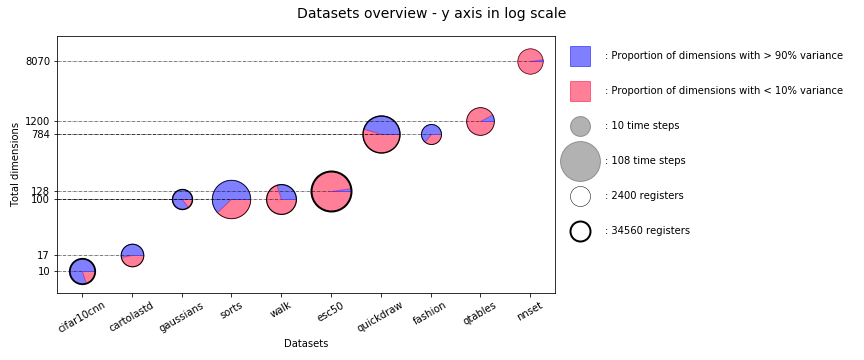 Datasets overview - y axis in log scale
Total dimensions
8070
1200
784
128
100
17
10
cifar10cnn
cartolastd
gaussians
sorts
walk
esc50
quickdraw
fashion
qtables
nnset
Datasets
: Proportion of dimensions with > 90% variance
: Proportion of dimensions with < 10% variance
: 10 time steps
: 108 time steps
: 2400 registers
: 34560 registers